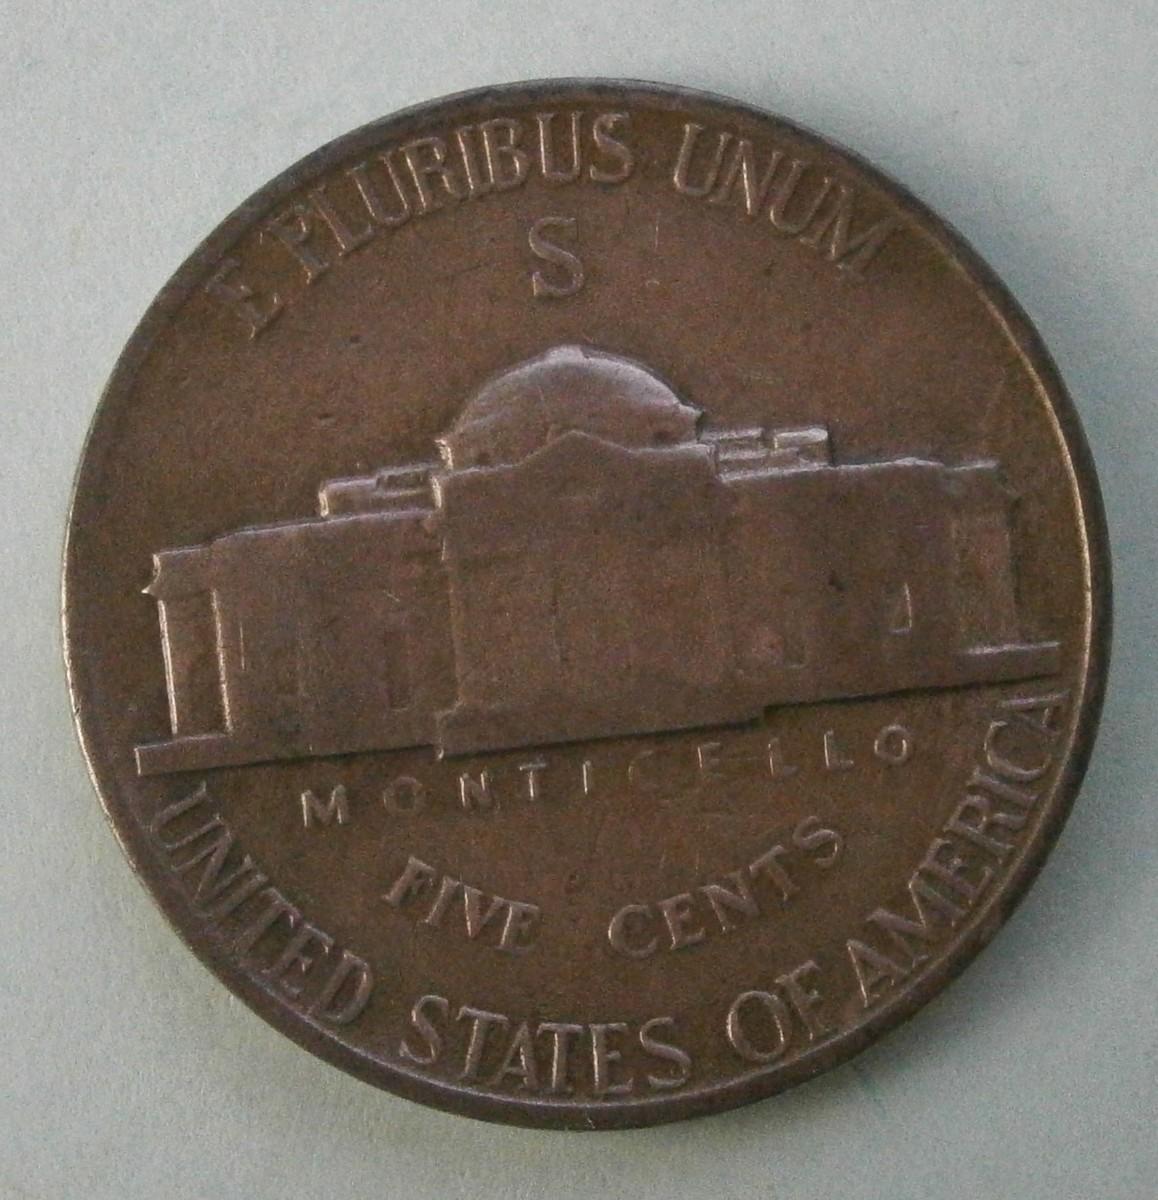 E PLURIBUS UNUM
S
MONTICELLO
FIVE CENTS
UNITED STATES OF AMERICA